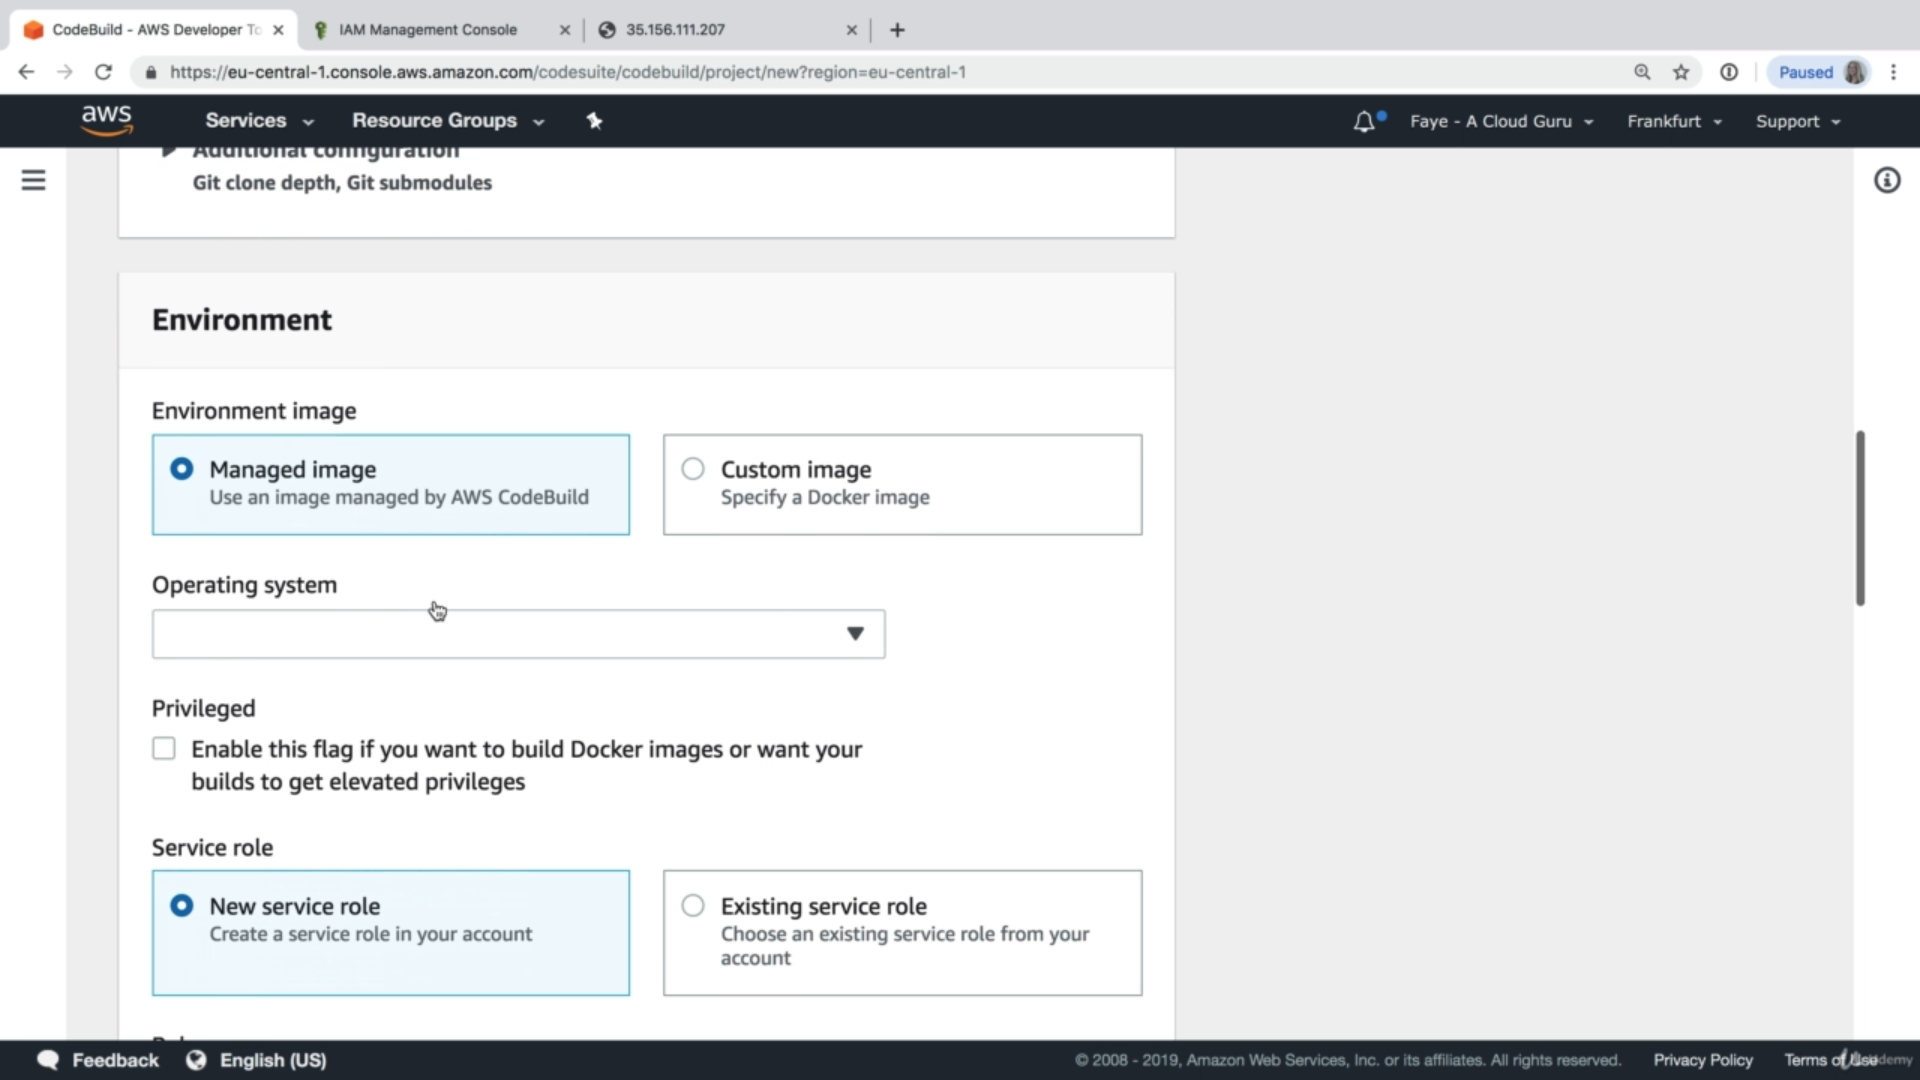 CodeBuild - AWS Developer To
IAM Management Console
35.156.111.207
https://eu-central-1.console.aws.amazon.com/codesuite/codebuild/project/new?region=eu-central-1
Paused
aws
Services
Resource Groups
Faye - A Cloud Guru
Frankfurt
Support
Additional configuration
Git clone depth, Git submodules
Environment
Environment image
Managed image
Use an image managed by AWS CodeBuild
Custom image
Specify a Docker image
Operating system
Privileged
Enable this flag if you want to build Docker images or want your
builds to get elevated privileges
Service role
New service role
Create a service role in your account
Existing service role
Choose an existing service role from your
account
Feedback
English (US)
© 2008 - 2019, Amazon Web Services, Inc. or its affiliates. All rights reserved.
Privacy Policy
Terms of Use